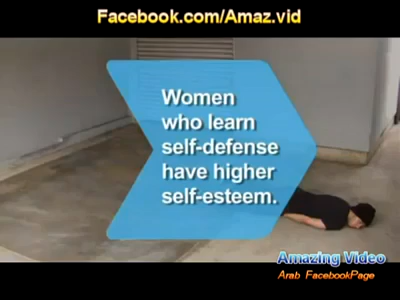 Facebook.com/Amaz.vid
Women
who learn
self-defense
have higher
self-esteem.
Amazing Video
Arab FacebookPage